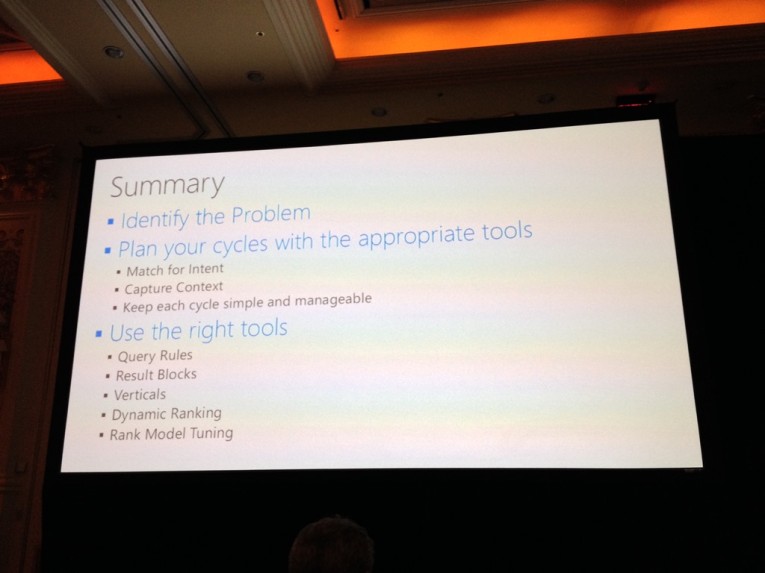 Summary
▪ Identify the Problem
▪ Plan your cycles with the appropriate tools
▪ Match for Intent
▪ Capture Context
▪ Keep each cycle simple and manageable
▪ Use the right tools
▪ Query Rules
▪ Result Blocks
▪ Verticals
▪ Dynamic Ranking
▪ Rank Model Tuning